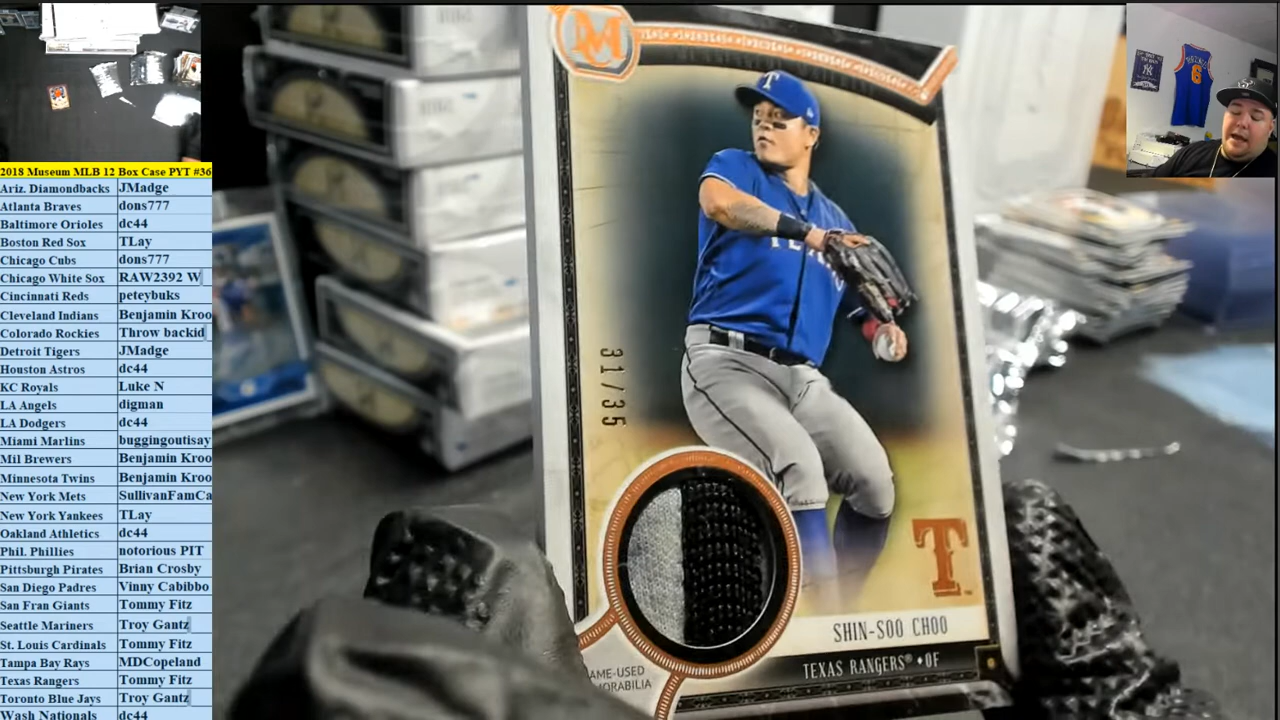 2018 Museum MLB 12 Box Case PYT #36
Ariz. Diamondbacks JMadge
Atlanta Braves dons777
Baltimore Orioles dc44
Boston Red Sox TLay
Chicago Cubs dons777
Chicago White Sox RAW2392 W
Cincinnati Reds peteybuks
Cleveland Indians Benjamin Kroo
Colorado Rockies Throw backid
Detroit Tigers JMadge
Houston Astros dc44
KC Royals Luke N
LA Angels digman
LA Dodgers dc44
Miami Marlins buggingoutisay
Mil Brewers Benjamin Kroo
Minnesota Twins Benjamin Kroo
New York Mets SullivanFamCa
New York Yankees TLay
Oakland Athletics dc44
Phil. Phillies notorious PIT
Pittsburgh Pirates Brian Crosby
San Diego Padres Vinny Cabibbo
San Fran Giants Tommy Fitz
Seattle Mariners Troy Gantz
St. Louis Cardinals Tommy Fitz
Tampa Bay Rays MDCopeland
Texas Rangers Tommy Fitz
Toronto Blue Jays Troy Gantz
Wash Nationals dc44
T
31/35
T
SHIN-SOO CHOO
TEXAS RANGERS® • OF
AME-USED
MORABILIA
6